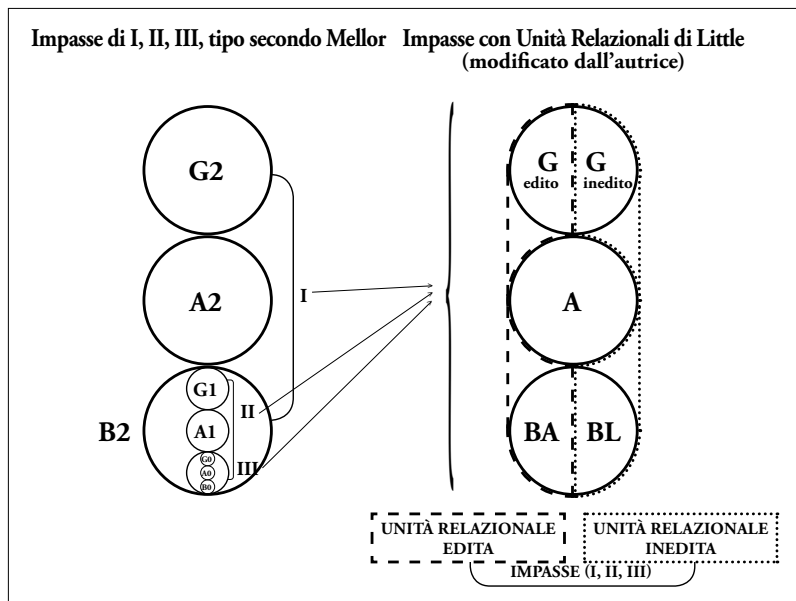 Impasse di I, II, III, tipo secondo Mellor
Impasse con Unità Relazionali di Little
(modificato dall'autrice)
G2
A2
B2
G1
A1
G0
A0
B0
I
II
III
G
edito
G
inedito
A
BA
BL
UNITÀ RELAZIONALE
EDITA
UNITÀ RELAZIONALE
INEDITA
IMPASSE (I, II, III)